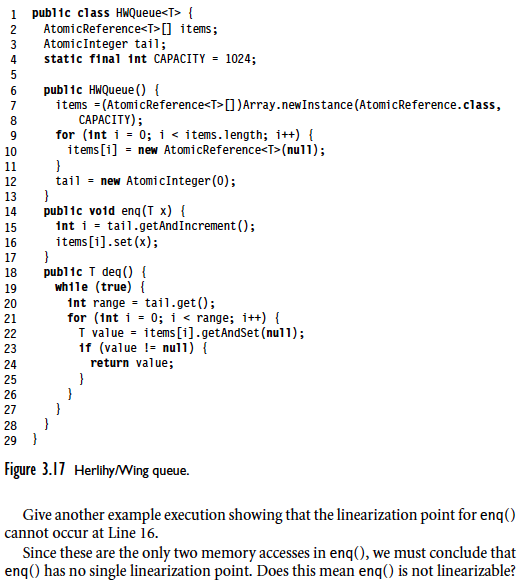 1 public class HWQueue<T> {
2 AtomicReference<T>[] items;
3 AtomicInteger tail;
4 static final int CAPACITY = 1024;
5
6 public HWQueue() {
7 items =(AtomicReference<T>[])Array.newInstance(AtomicReference.class,
8 CAPACITY);
9 for (int i = 0; i < items.length; i++) {
10 items[i] = new AtomicReference<T>(null);
11 }
12 tail = new AtomicInteger(0);
13 }
14 public void enq(T x) {
15 int i = tail.getAndIncrement();
16 items[i].set(x);
17 }
18 public T deq() {
19 while (true) {
20 int range = tail.get();
21 for (int i = 0; i < range; i++) {
22 T value = items[i].getAndSet(null);
23 if (value != null) {
24 return value;
25 }
26 }
27 }
28 }
29 }
Figure 3.17 Herlihy/Wing queue.
Give another example execution showing that the linearization point for enq()
cannot occur at Line 16.
Since these are the only two memory accesses in enq(), we must conclude that
enq() has no single linearization point. Does this mean enq() is not linearizable?